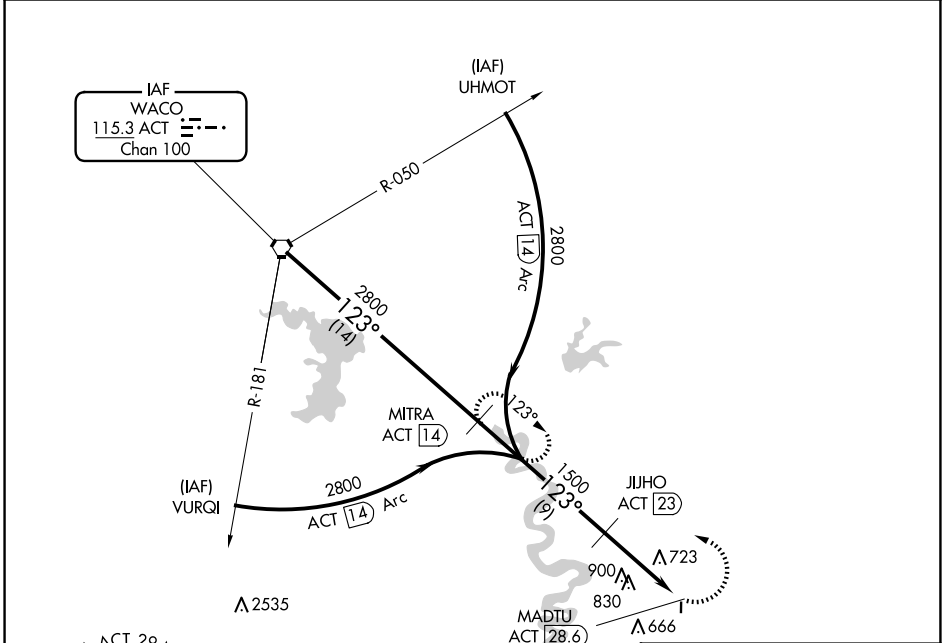 (IAF)
UHMOT
IAF
WACO
115.3 ACT
Chan 100
R-050
ACT 14 Arc
2800
2800
123°
(14)
R-181
MITRA
ACT 14
123°
(IAF)
VURQI
2800
ACT 14 Arc
1500
123°
(9)
JIJHO
ACT 23
723
900
830
2535
MADTU
ACT 28.6
666